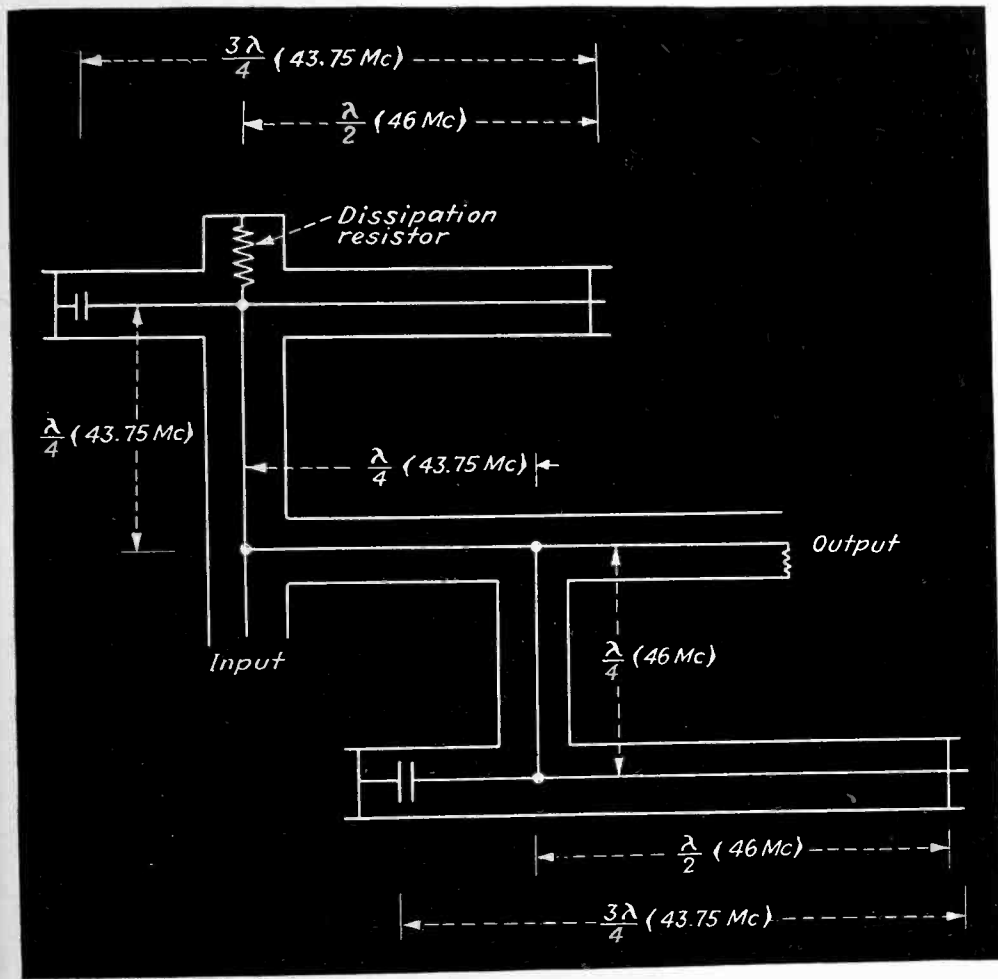 3λ/4 (43.75 Mc)
λ/2 (46 Mc)
Dissipation
resistor
λ/4 (43.75 Mc)
λ/4 (43.75 Mc)
Output
Input
λ/4 (46 Mc)
λ/2 (46 Mc)
3λ/4 (43.75 Mc)